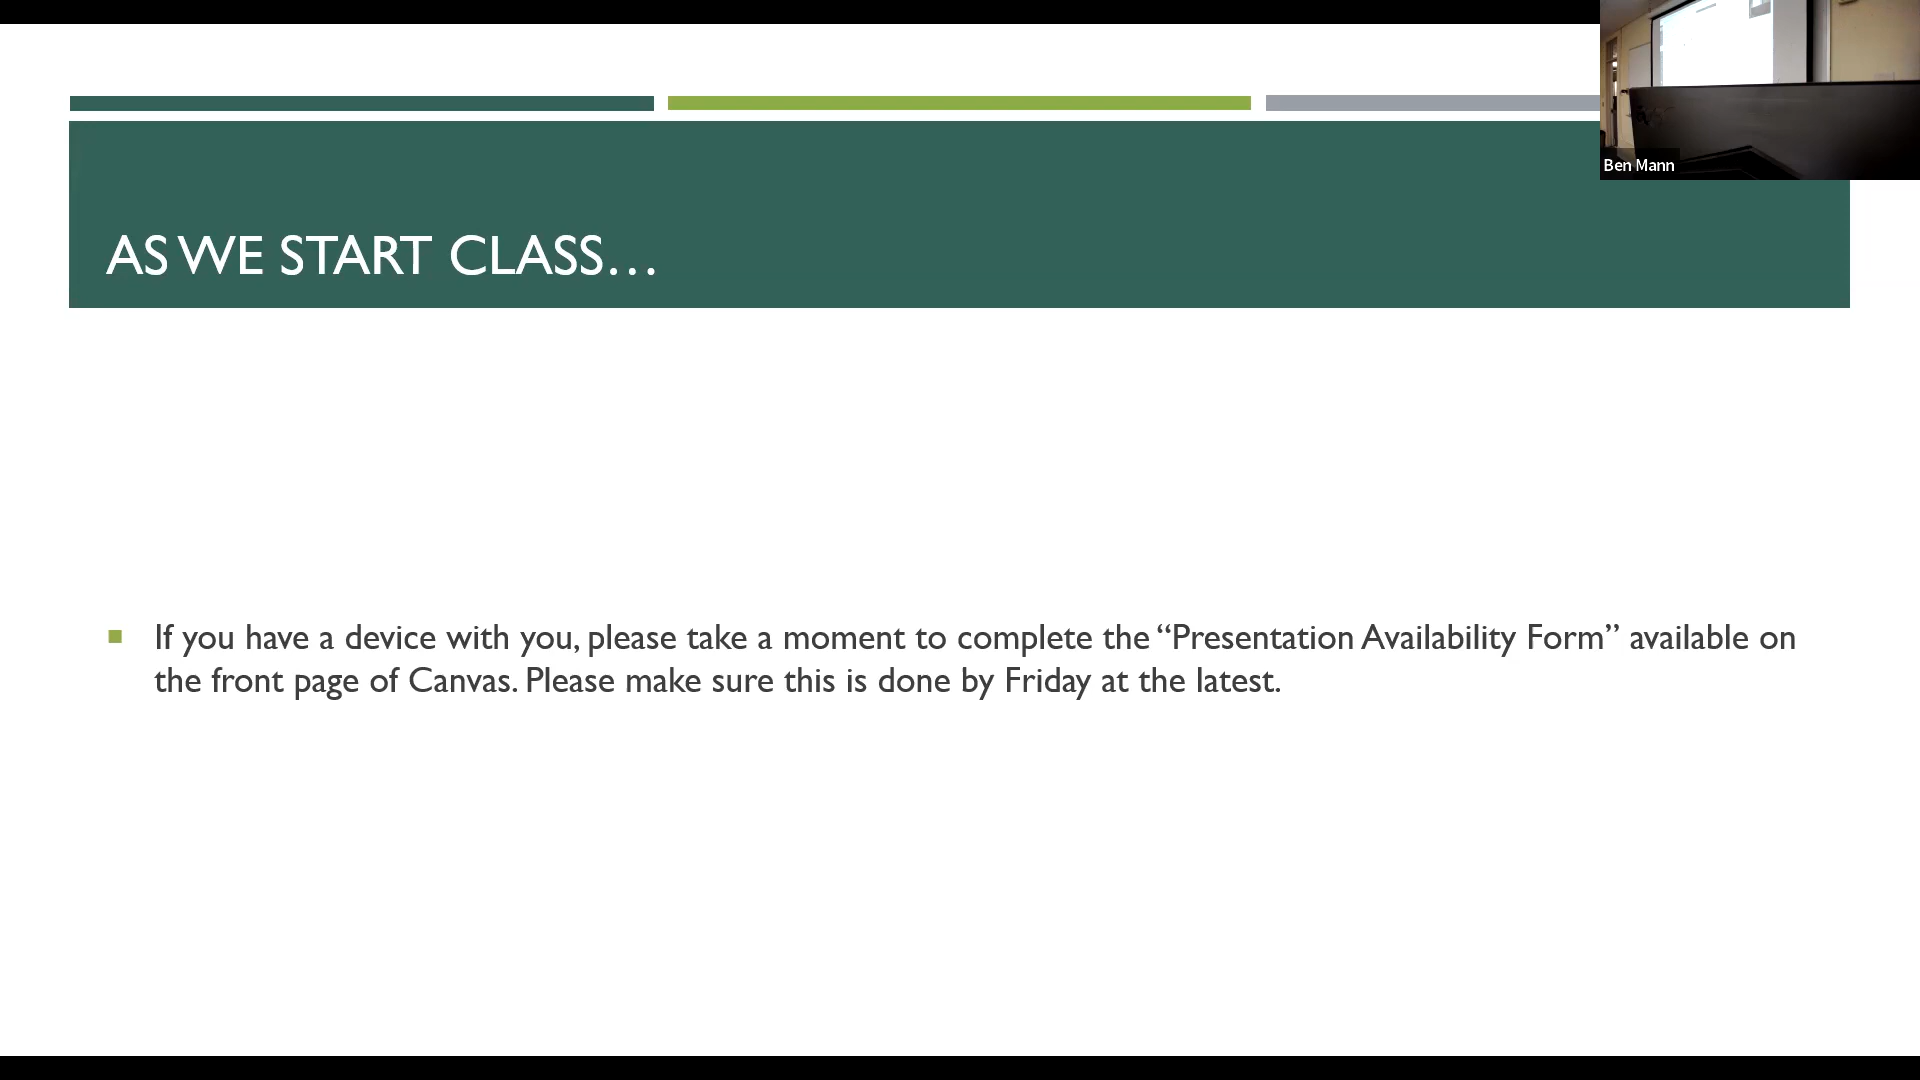 Ben Mann
AS WE START CLASS…
If you have a device with you, please take a moment to complete the “Presentation Availability Form” available on
the front page of Canvas. Please make sure this is done by Friday at the latest.